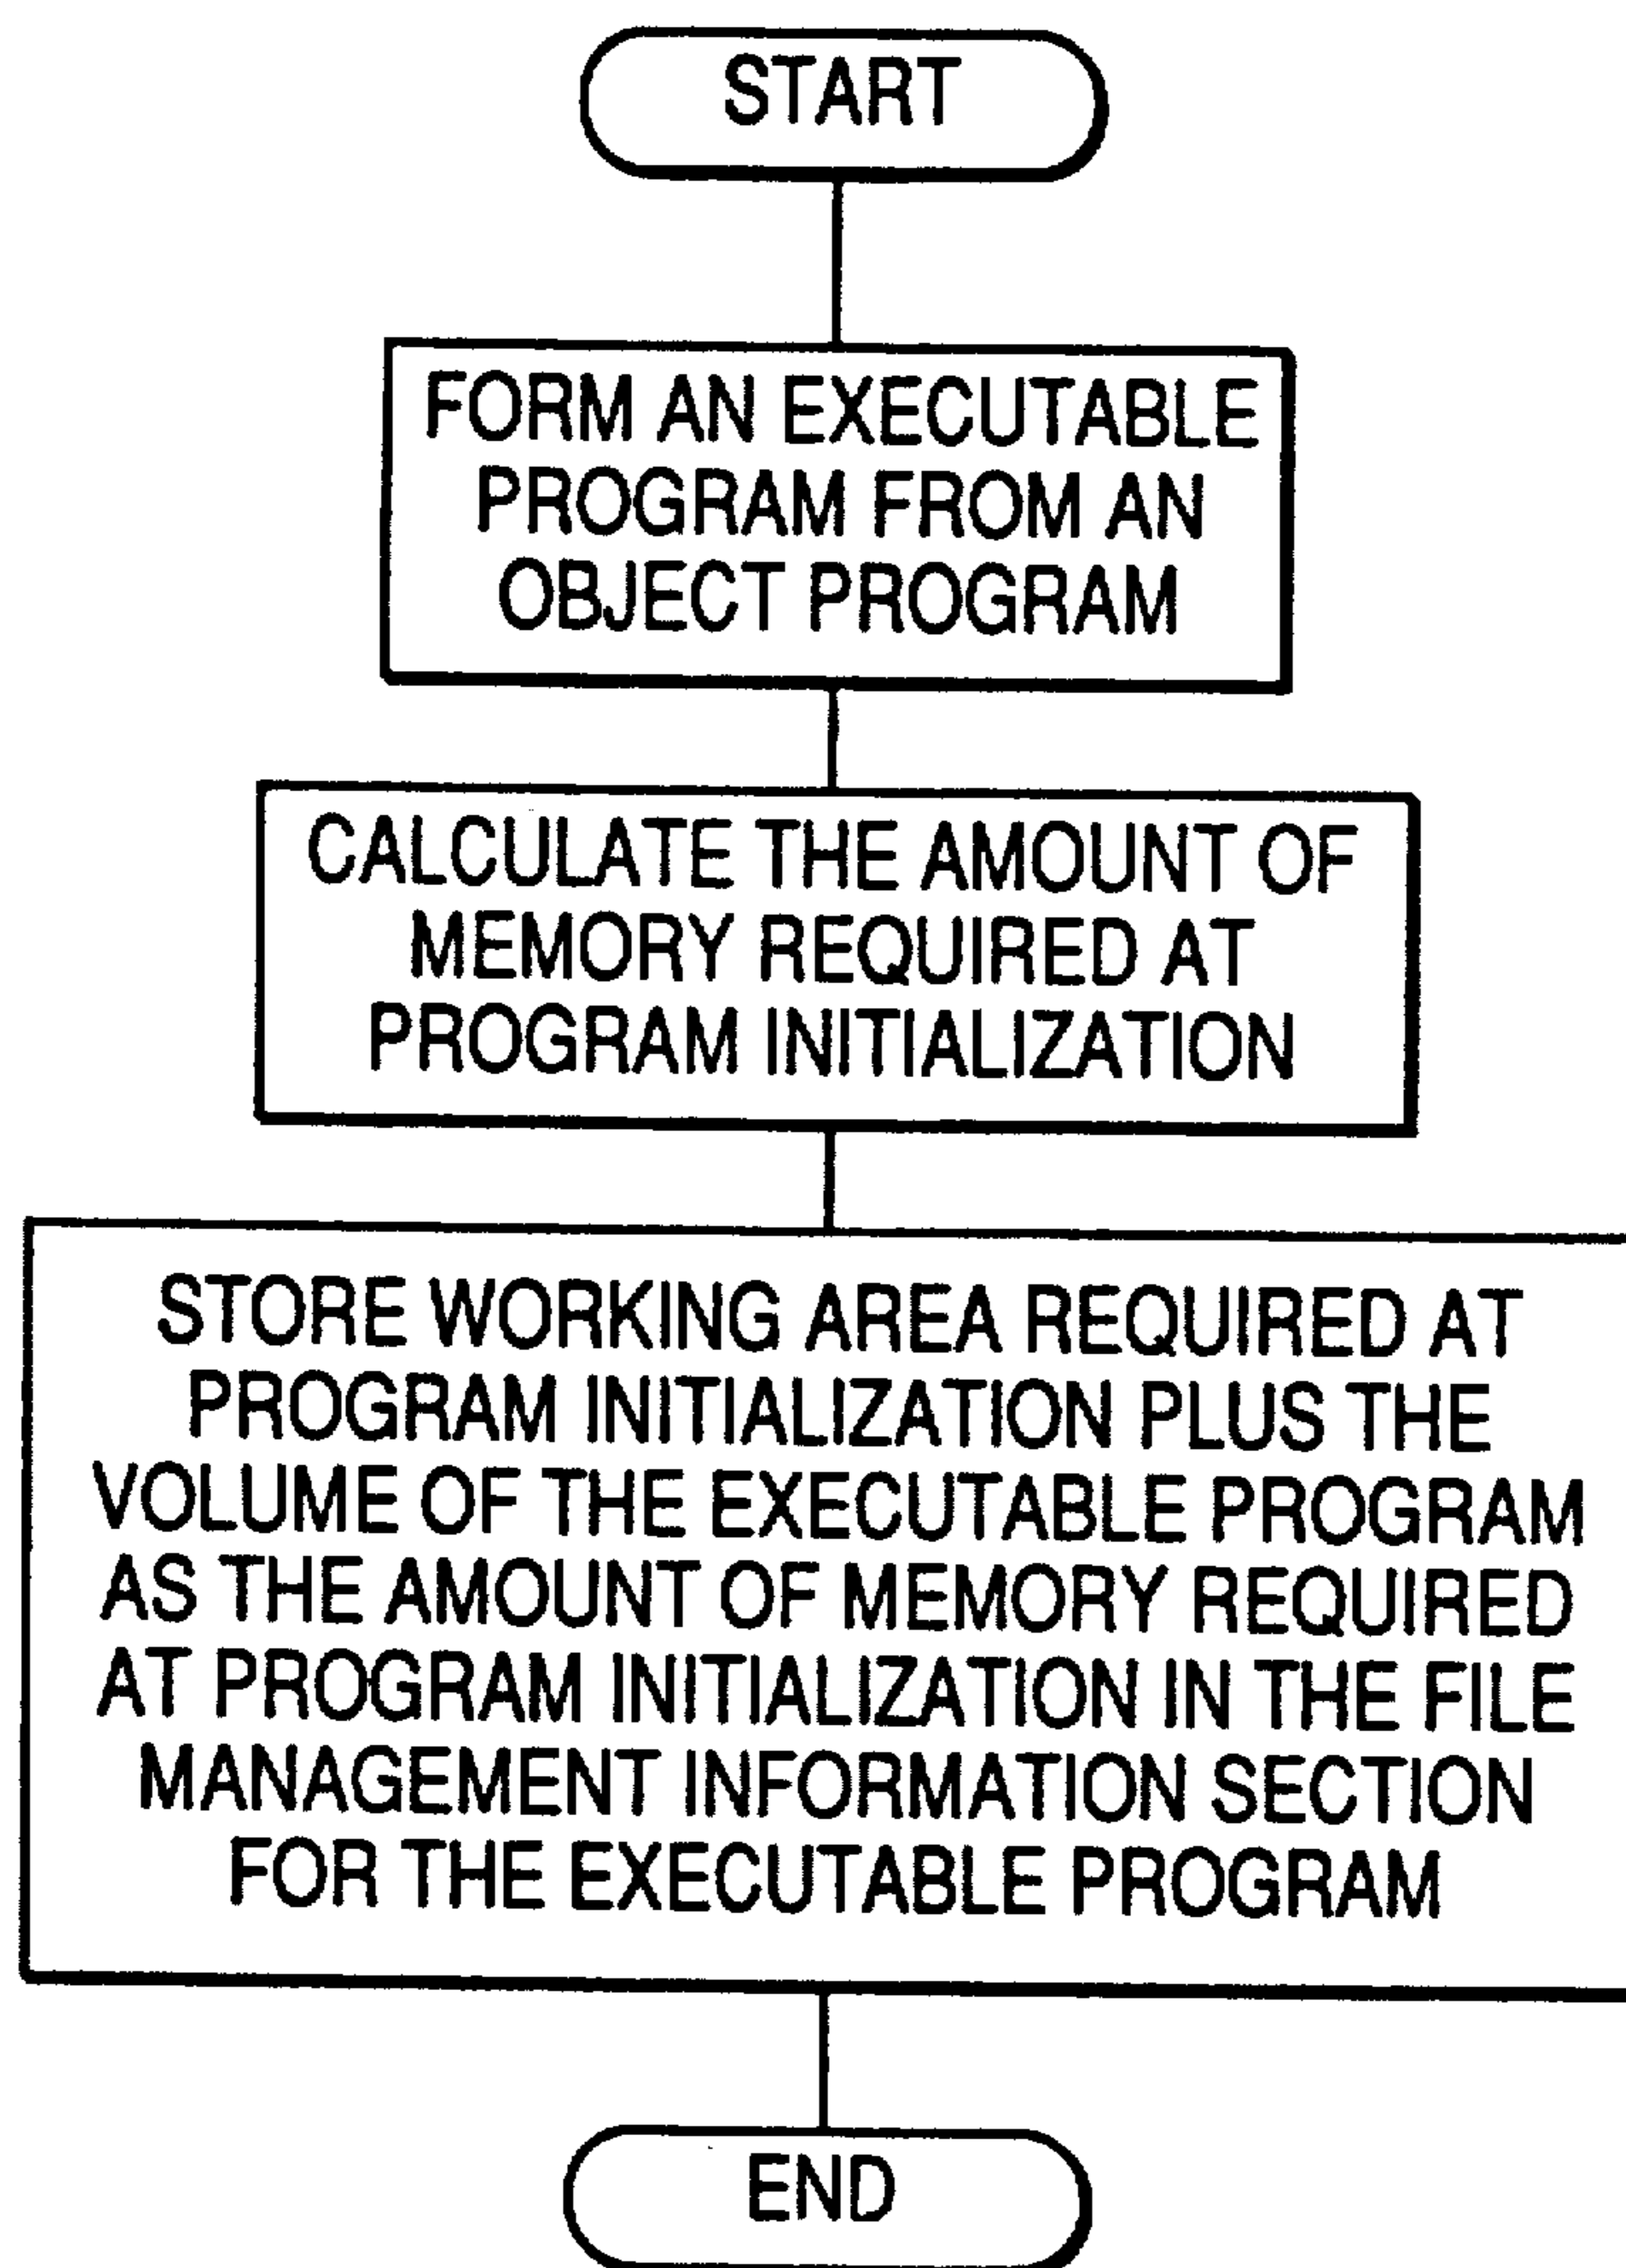 START
FORM AN EXECUTABLE
PROGRAM FROM AN
OBJECT PROGRAM
CALCULATE THE AMOUNT OF
MEMORY REQUIRED AT
PROGRAM INITIALIZATION
STORE WORKING AREA REQUIRED AT
PROGRAM INITIALIZATION PLUS THE
VOLUME OF THE EXECUTABLE PROGRAM
AS THE AMOUNT OF MEMORY REQUIRED
AT PROGRAM INITIALIZATION IN THE FILE
MANAGEMENT INFORMATION SECTION
FOR THE EXECUTABLE PROGRAM
END